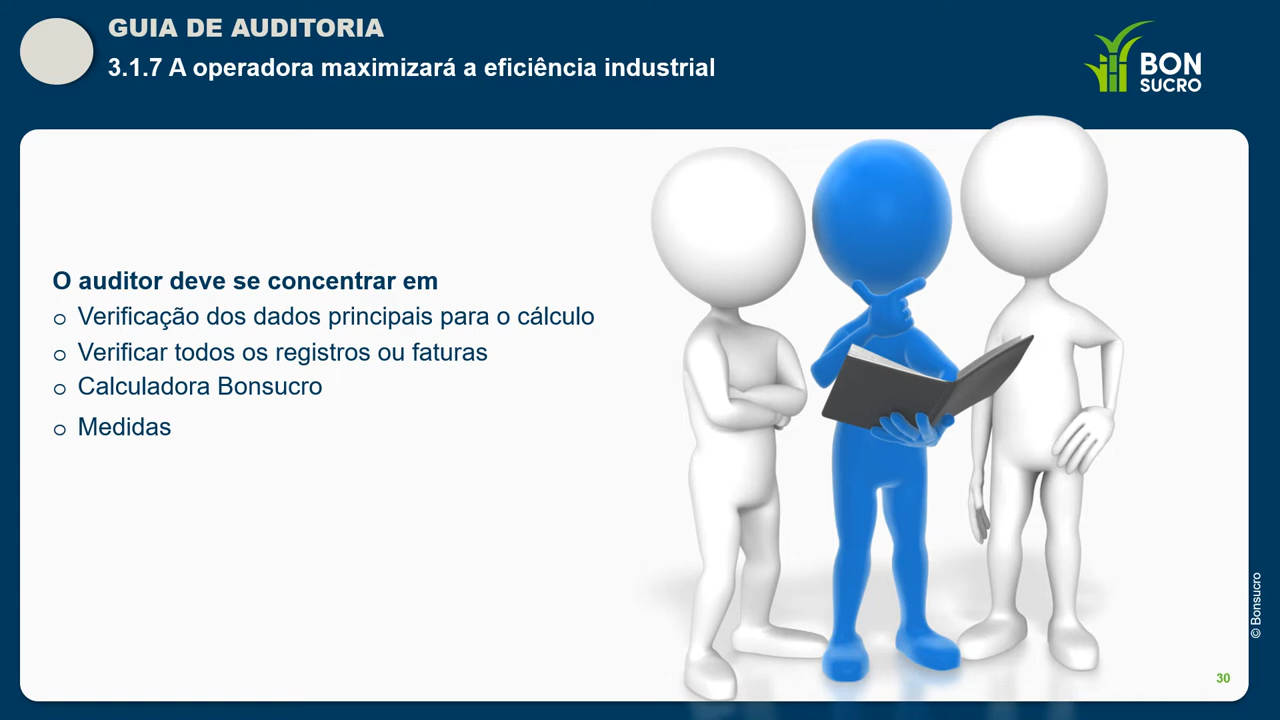 GUIA DE AUDITORIA
3.1.7 A operadora maximizará a eficiência industrial
BON
SUCRO
O auditor deve se concentrar em
o Verificação dos dados principais para o cálculo
o Verificar todos os registros ou faturas
o Calculadora Bonsucro
o Medidas
© Bonsucro
30